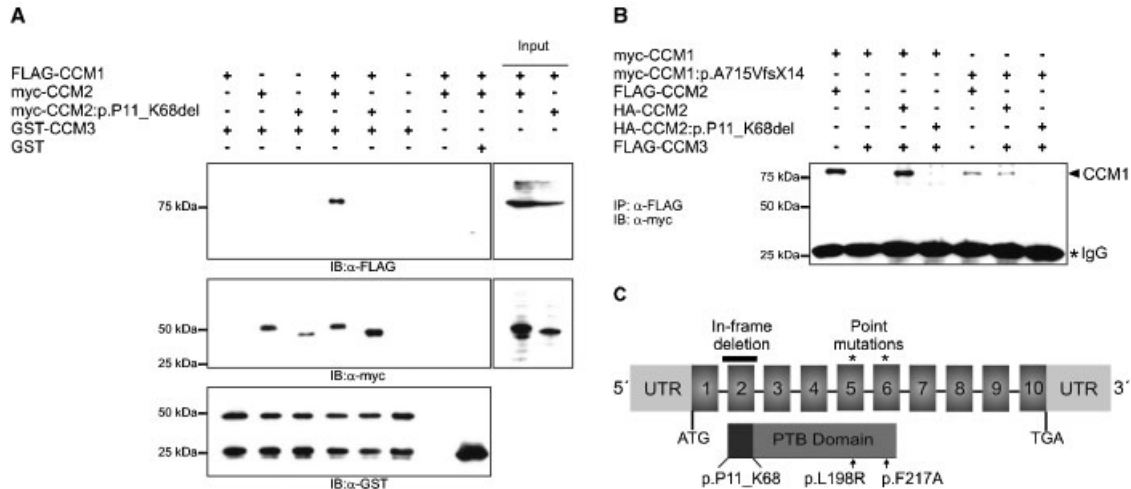 A
Input
FLAG-CCM1 + - - + + - + + + +
myc-CCM2 - + - + - - + + + -
myc-CCM2:p.P11_K68del - - + - + - - - - +
GST-CCM3 + + + + + + - - - -
GST - - - - - - - +
75 kDa
IB:α-FLAG
50 kDa
25 kDa
IB:α-myc
50 kDa
25 kDa
IB:α-GST
B
myc-CCM1 + + + + - - -
myc-CCM1:p.A715VfsX14 - - - - + + +
FLAG-CCM2 + - - - + - -
HA-CCM2 - - + - - + -
HA-CCM2:p.P11_K68del - - - + - - +
FLAG-CCM3 - + + + - + +
75 kDa
CCM1
IP: α-FLAG
IB: α-myc
50 kDa
25 kDa
*IgG
C
In-frame
deletion
Point
mutations
* *
5´ UTR 1 2 3 4 5 6 7 8 9 10 UTR 3´
ATG
TGA
PTB Domain
p.P11_K68
p.L198R
p.F217A